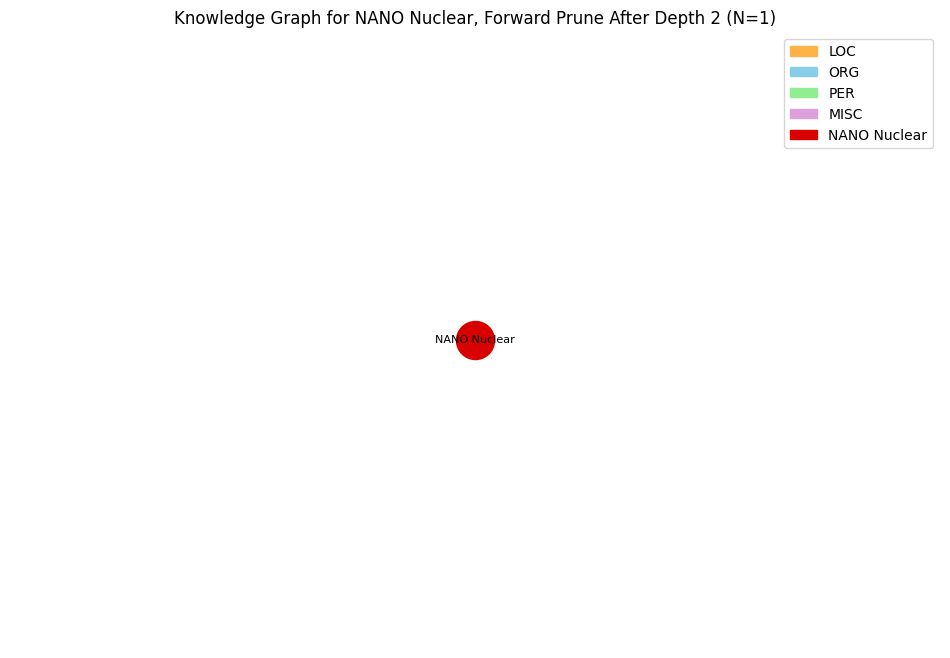 Knowledge Graph for NANO Nuclear, Forward Prune After Depth 2 (N=1)
LOC
ORG
PER
MISC
NANO Nuclear
NANO Nuclear